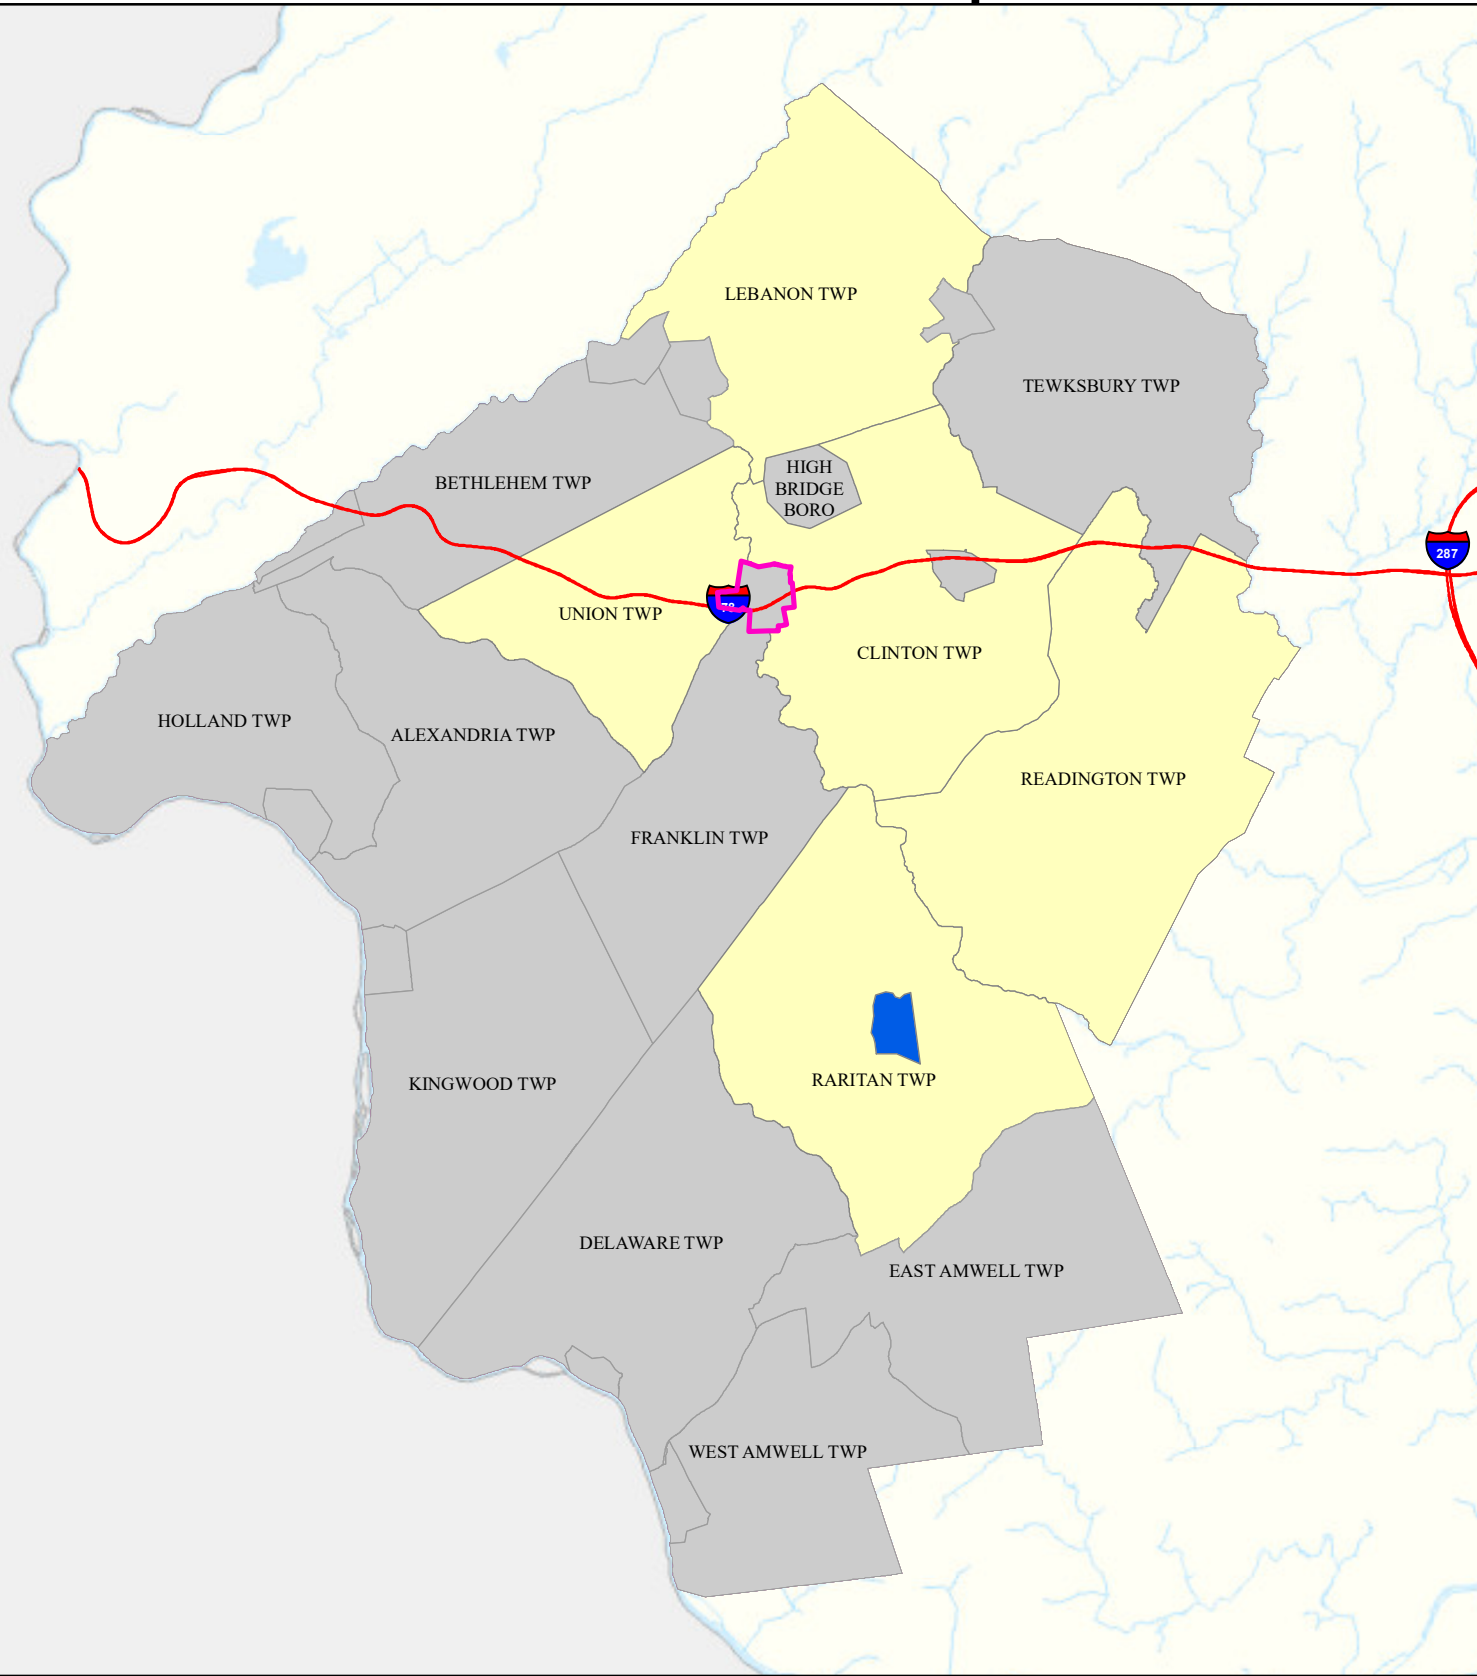 LEBANON TWP
TEWKSBURY TWP
HIGH
BRIDGE
BORO
BETHLEHEM TWP
287
78
UNION TWP
CLINTON TWP
HOLLAND TWP
ALEXANDRIA TWP
READINGTON TWP
FRANKLIN TWP
RARITAN TWP
KINGWOOD TWP
DELAWARE TWP
EAST AMWELL TWP
WEST AMWELL TWP